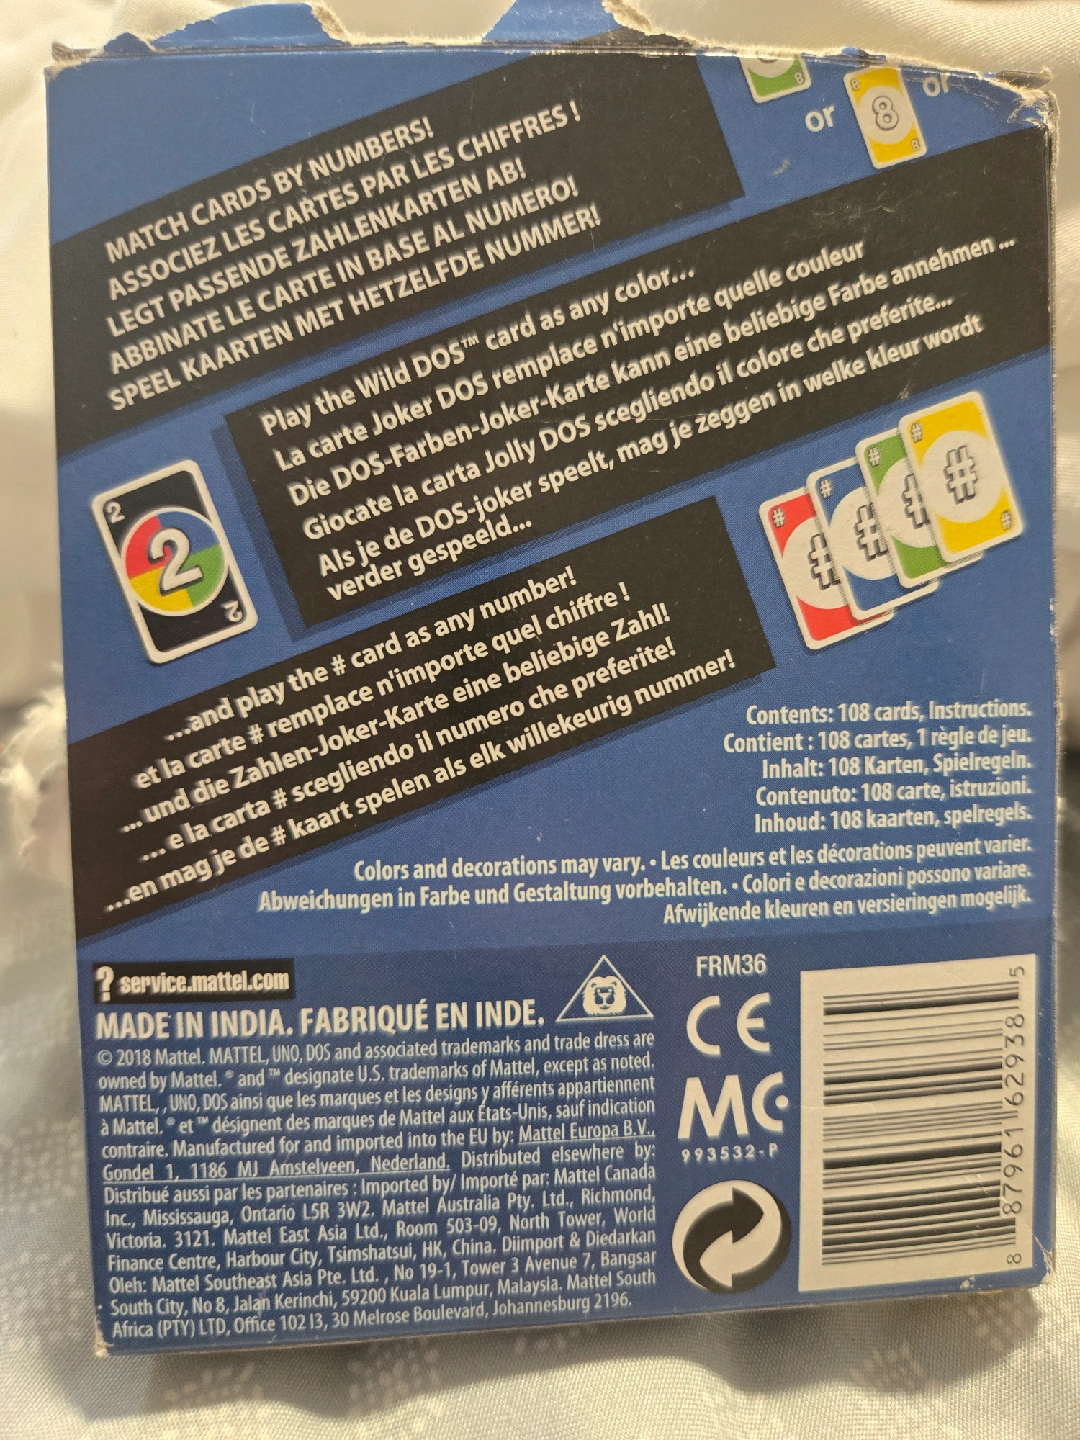 8
8
or
8
8
8
or
MATCH CARDS BY NUMBERS!
ASSOCIEZ LES CARTES PAR LES CHIFFRES !
LEGT PASSENDE ZAHLENKARTEN AB!
ABBINATE LE CARTE IN BASE AL NUMERO!
SPEEL KAARTEN MET HETZELFDE NUMMER!
Play the Wild DOS™ card as any color...
La carte Joker DOS remplace n'importe quelle couleur
Die DOS-Farben-Joker-Karte kann eine beliebige Farbe annehmen ...
Giocate la carta Jolly DOS scegliendo il colore che preferite...
Als je de DOS-joker speelt, mag je zeggen in welke kleur wordt
verder gespeeld...
2
2
2
#
#
#
#
#
#
#
#
#
...and play the # card as any number!
et la carte # remplace n'importe quel chiffre !
... und die Zahlen-Joker-Karte eine beliebige Zahl!
... e la carta # scegliendo il numero che preferite!
...en mag je de # kaart spelen als elk willekeurig nummer!
Contents: 108 cards, Instructions.
Contient : 108 cartes, 1 règle de jeu.
Inhalt: 108 Karten, Spielregeln.
Contenuto: 108 carte, istruzioni.
Inhoud: 108 kaarten, spelregels.
Colors and decorations may vary. • Les couleurs et les décorations peuvent varier.
Abweichungen in Farbe und Gestaltung vorbehalten. • Colori e decorazioni possono variare.
Afwijkende kleuren en versieringen mogelijk.
? service.mattel.com
MADE IN INDIA. FABRIQUÉ EN INDE.
© 2018 Mattel. MATTEL, UNO, DOS and associated trademarks and trade dress are
owned by Mattel. ® and ™ designate U.S. trademarks of Mattel, except as noted.
MATTEL, , UNO, DOS ainsi que les marques et les designs y afférents appartiennent
à Mattel. ® et ™ désignent des marques de Mattel aux États-Unis, sauf indication
contraire. Manufactured for and imported into the EU by: Mattel Europa B.V.,
Gondel 1, 1186 MJ Amstelveen, Nederland. Distributed elsewhere by:
Distribué aussi par les partenaires : Imported by/ Importé par: Mattel Canada
Inc., Mississauga, Ontario L5R 3W2. Mattel Australia Pty. Ltd., Richmond,
Victoria. 3121. Mattel East Asia Ltd., Room 503-09, North Tower, World
Finance Centre, Harbour City, Tsimshatsui, HK, China. Diimport & Diedarkan
Oleh: Mattel Southeast Asia Pte. Ltd. , No 19-1, Tower 3 Avenue 7, Bangsar
South City, No 8, Jalan Kerinchi, 59200 Kuala Lumpur, Malaysia. Mattel South
Africa (PTY) LTD, Office 102 I3, 30 Melrose Boulevard, Johannesburg 2196.
FRM36
CE
MC
993532-P
8 87961 62938 5